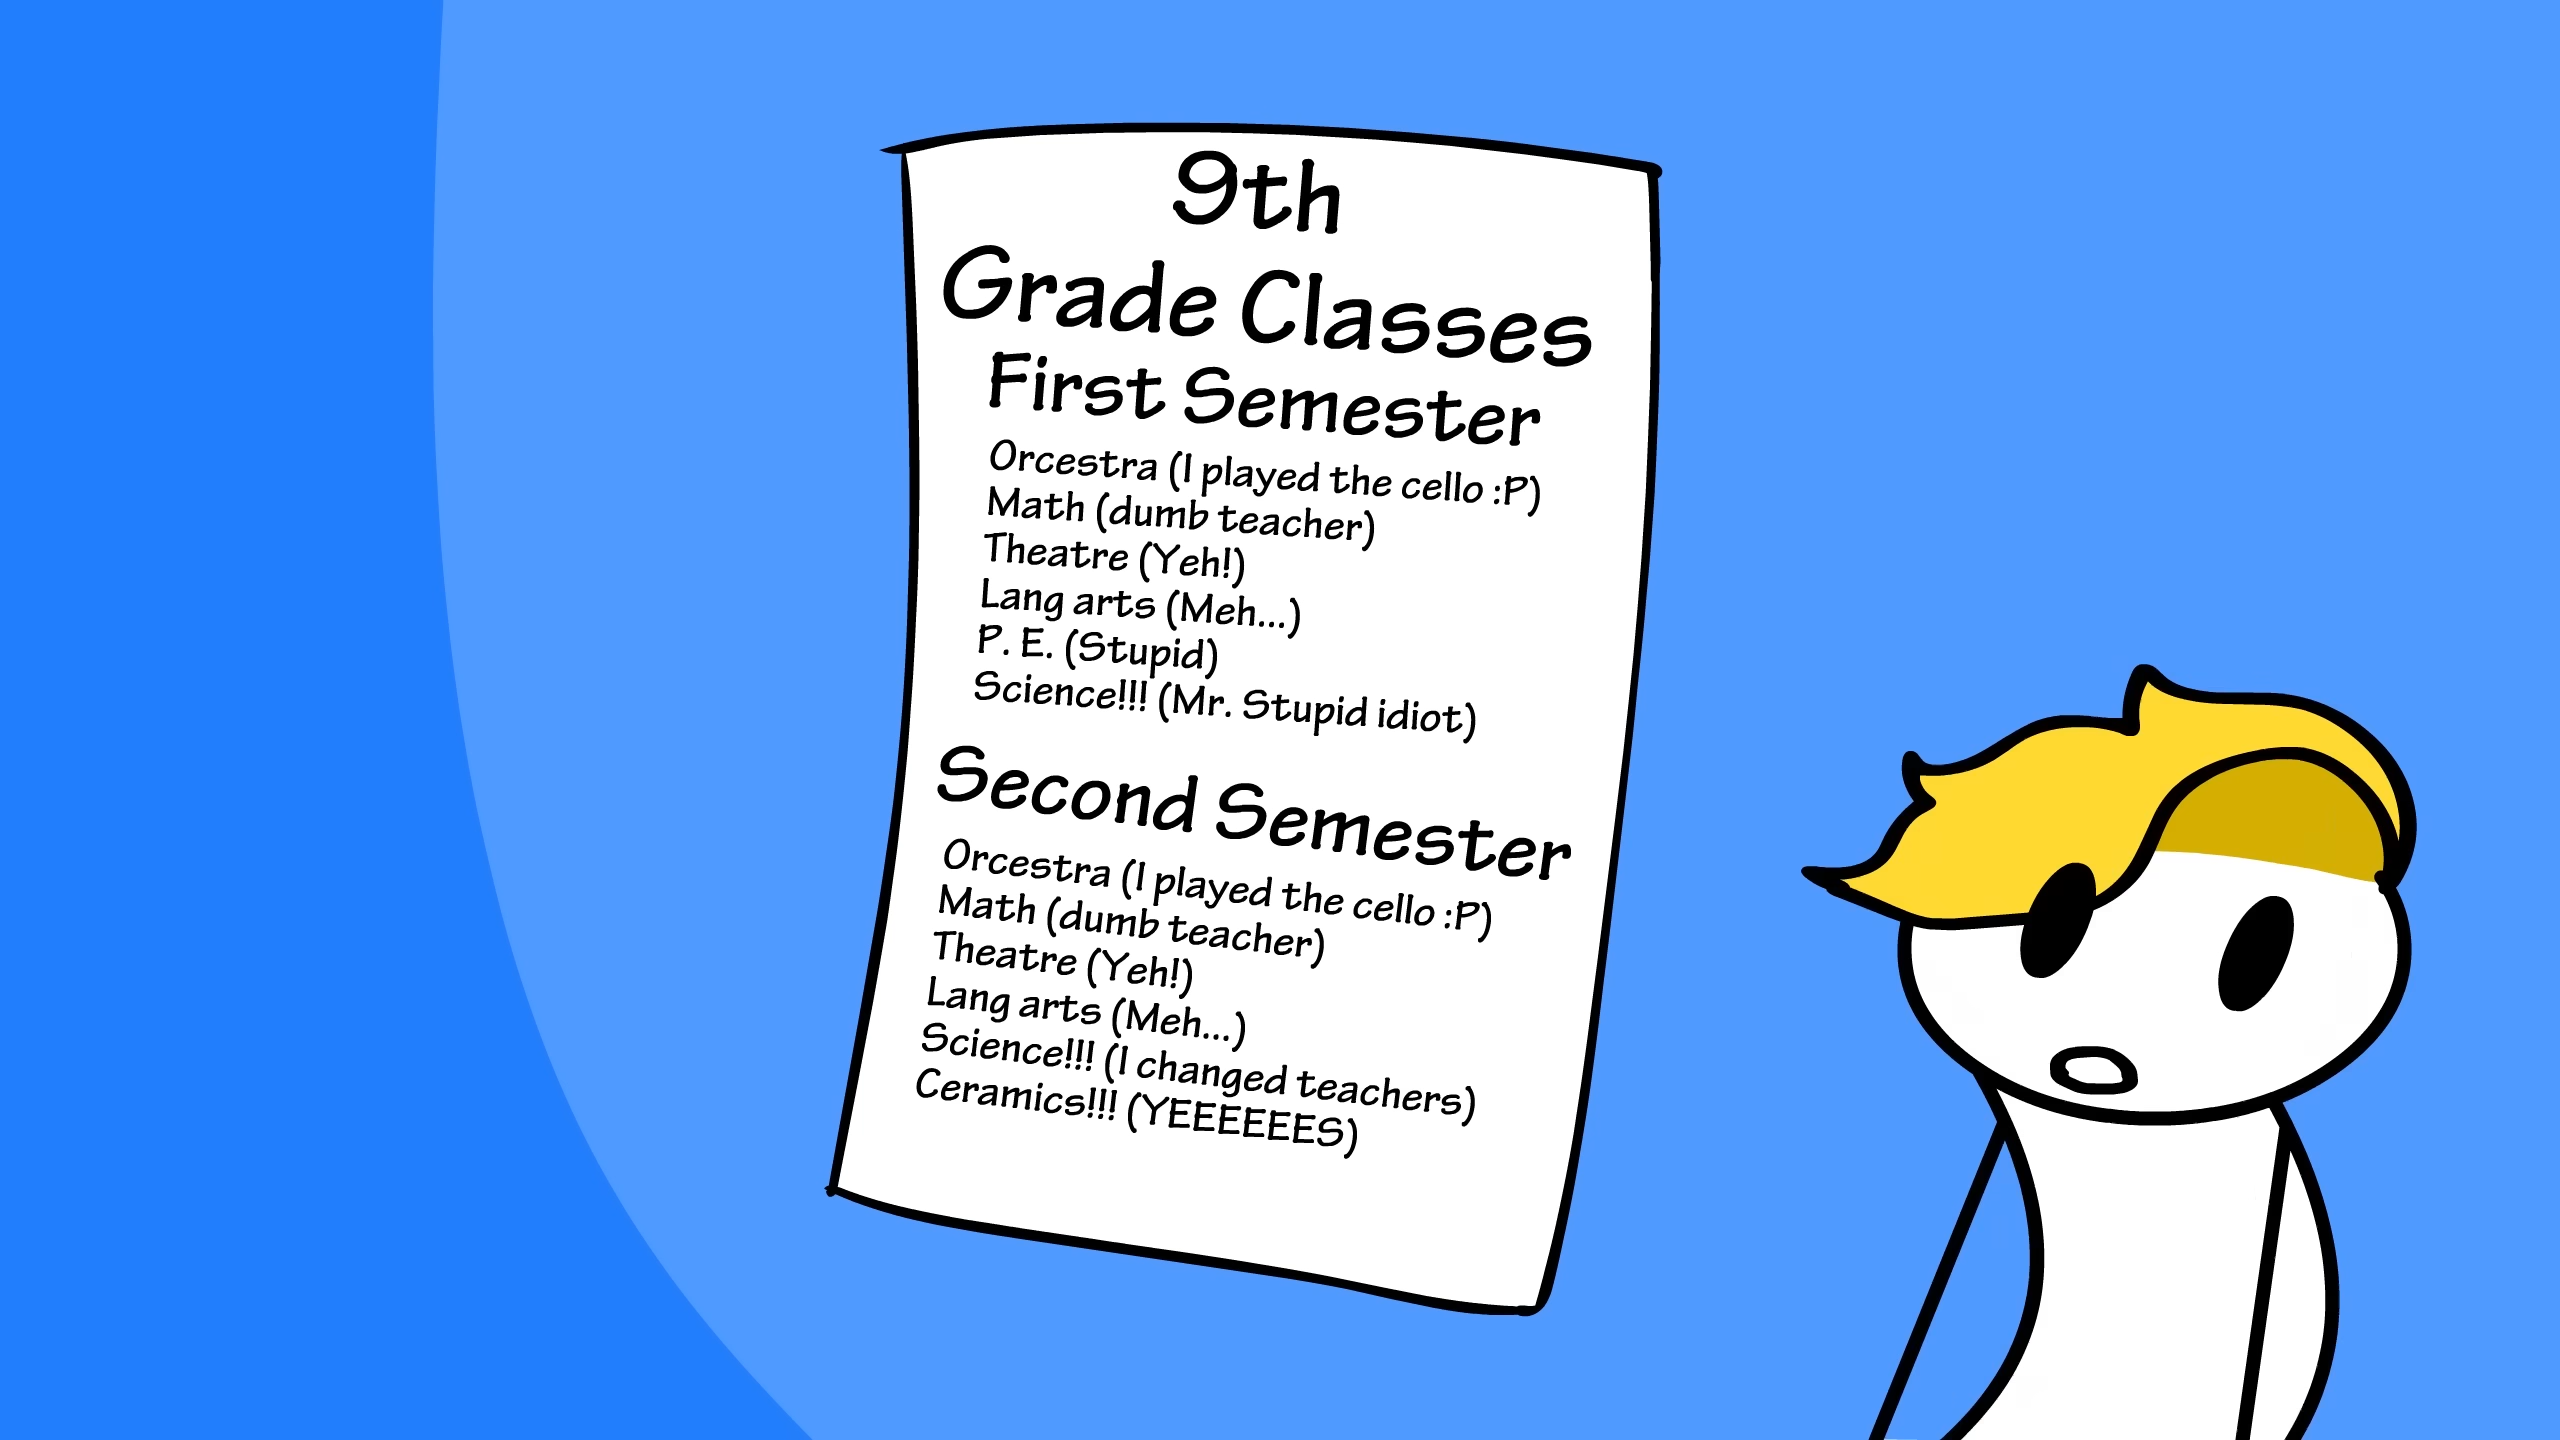 9th
Grade Classes
First Semester
Orcestra (I played the cello :P)
Math (dumb teacher)
Theatre (Yeh!)
Lang arts (Meh...)
P. E. (Stupid)
Science!!! (Mr. Stupid idiot)
Second Semester
Orcestra (I played the cello :P)
Math (dumb teacher)
Theatre (Yeh!)
Lang arts (Meh...)
Science!!! (I changed teachers)
Ceramics!!! (YEEEEEES)